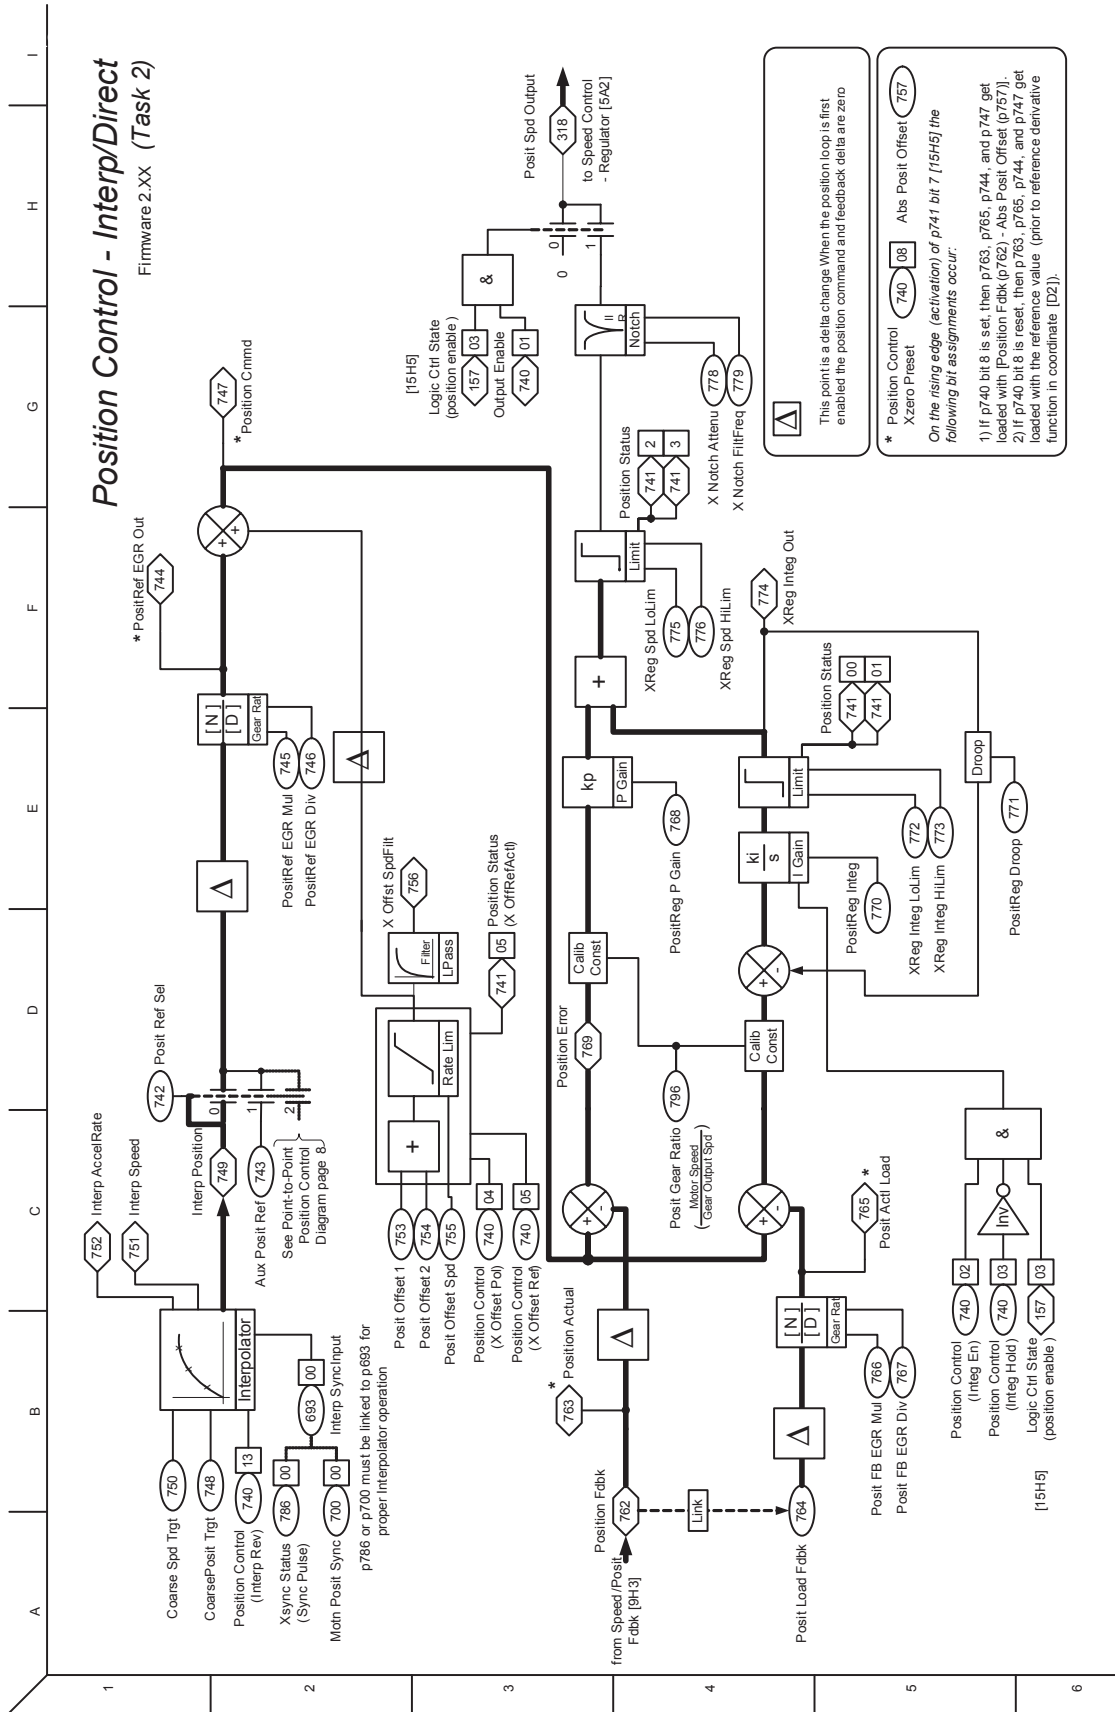 Position Control - Interp/Direct
Firmware 2.XX (Task 2)
A
B
C
D
E
F
G
H
I
1
2
3
4
5
6
Coarse Spd Trgt
750
CoarsePosit Trgt
748
Position Control
(Interp Rev)
740
13
Xsync Status
(Sync Pulse)
786
00
Motn Posit Sync
700
00
693
00
Interp SyncInput
p786 or p700 must be linked to p693 for
proper Interpolator operation
Interpolator
752
Interp AccelRate
751
Interp Speed
Interp Position
749
742
Posit Ref Sel
0
1
2
Aux Posit Ref
743
See Point-to-Point
Position Control
Diagram page 8
Δ
[ N ]
[ D ]
Gear Rat
745
PositRef EGR Mul
746
PositRef EGR Div
744
* PositRef EGR Out
+
+
747
* Position Cmmd
Δ
Posit Offset 1
753
Posit Offset 2
754
Posit Offset Spd
755
Position Control
(X Offset Pol)
740
04
Position Control
(X Offset Ref)
740
05
+
Rate Lim
Filter
LPass
X Offst SpdFilt
756
Position Status
(X OffRefActl)
741
05
from Speed/Posit
Fdbk [9H3]
Position Fdbk
762
763
* Position Actual
Δ
+
-
Position Error
769
Calib
Const
kp
P Gain
PositReg P Gain
768
+
Limit
XReg Spd LoLim
775
XReg Spd HiLim
776
Position Status
741
2
741
3
II
R
Notch
X Notch Attenu
778
X Notch FiltFreq
779
[15H5]
Logic Ctrl State
(position enable)
157
03
Output Enable
740
01
&
0
0
1
Posit Spd Output
318
to Speed Control
- Regulator [5A2]
Link
764
Posit Load Fdbk
Δ
[ N ]
[ D ]
Gear Rat
Posit FB EGR Mul
766
Posit FB EGR Div
767
765
*
Posit Actl Load
+
-
Posit Gear Ratio
(Motor Speed
Gear Output Spd)
796
Calib
Const
+
-
ki
s
I Gain
PositReg Integ
770
Limit
XReg Integ LoLim
772
XReg Integ HiLim
773
Position Status
741
00
741
01
774
XReg Integ Out
Droop
PositReg Droop
771
Position Control
(Integ En)
740
02
Position Control
(Integ Hold)
740
03
Logic Ctrl State
(position enable)
157
03
[15H5]
Inv
&
Δ
This point is a delta change When the position loop is first
enabled the position command and feedback delta are zero
* Position Control
Xzero Preset
740
08
Abs Posit Offset
757
On the rising edge (activation) of p741 bit 7 [15H5] the
following bit assignments occur:
1) If p740 bit 8 is set, then p763, p765, p744, and p747 get
loaded with [Position Fdbk (p762) - Abs Posit Offset (p757)].
2) If p740 bit 8 is reset, then p763, p765, p744, and p747 get
loaded with the reference value (prior to reference derivative
function in coordinate [D2]).